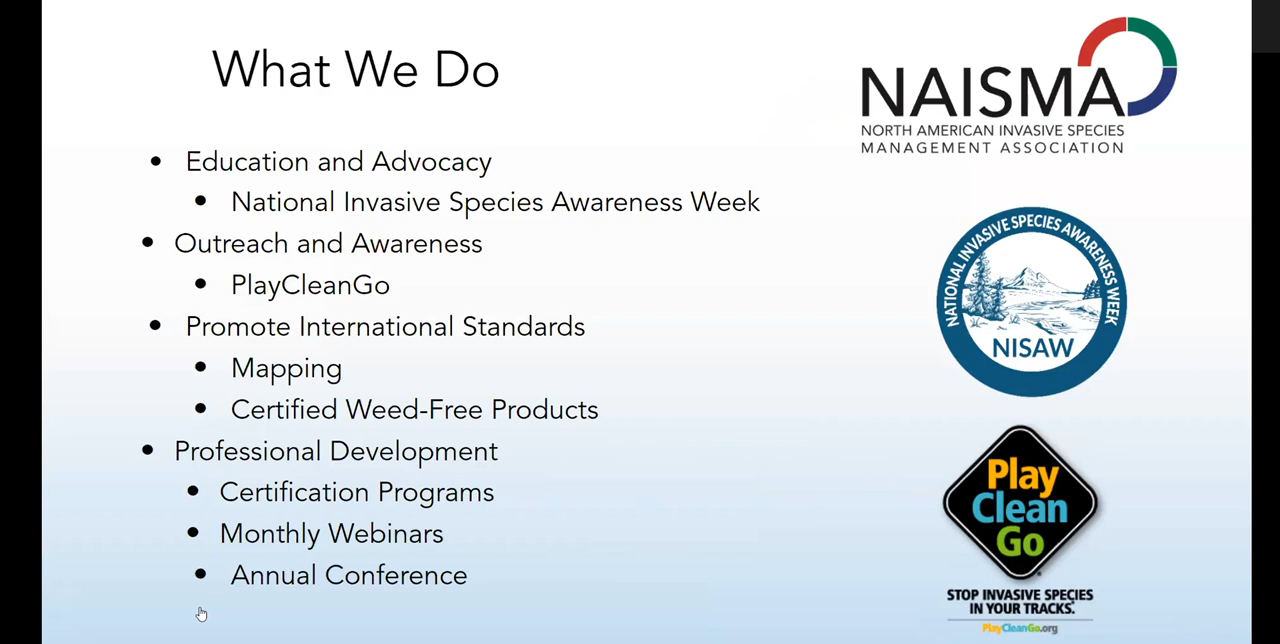 What We Do
NAISMA
NORTH AMERICAN INVASIVE SPECIES
MANAGEMENT ASSOCIATION
• Education and Advocacy
• National Invasive Species Awareness Week
• Outreach and Awareness
• PlayCleanGo
• Promote International Standards
• Mapping
• Certified Weed-Free Products
• Professional Development
• Certification Programs
• Monthly Webinars
• Annual Conference
NATIONAL INVASIVE SPECIES AWARENESS WEEK
NISAW
Play
Clean
Go
STOP INVASIVE SPECIES
IN YOUR TRACKS.
PlayCleanGo.org